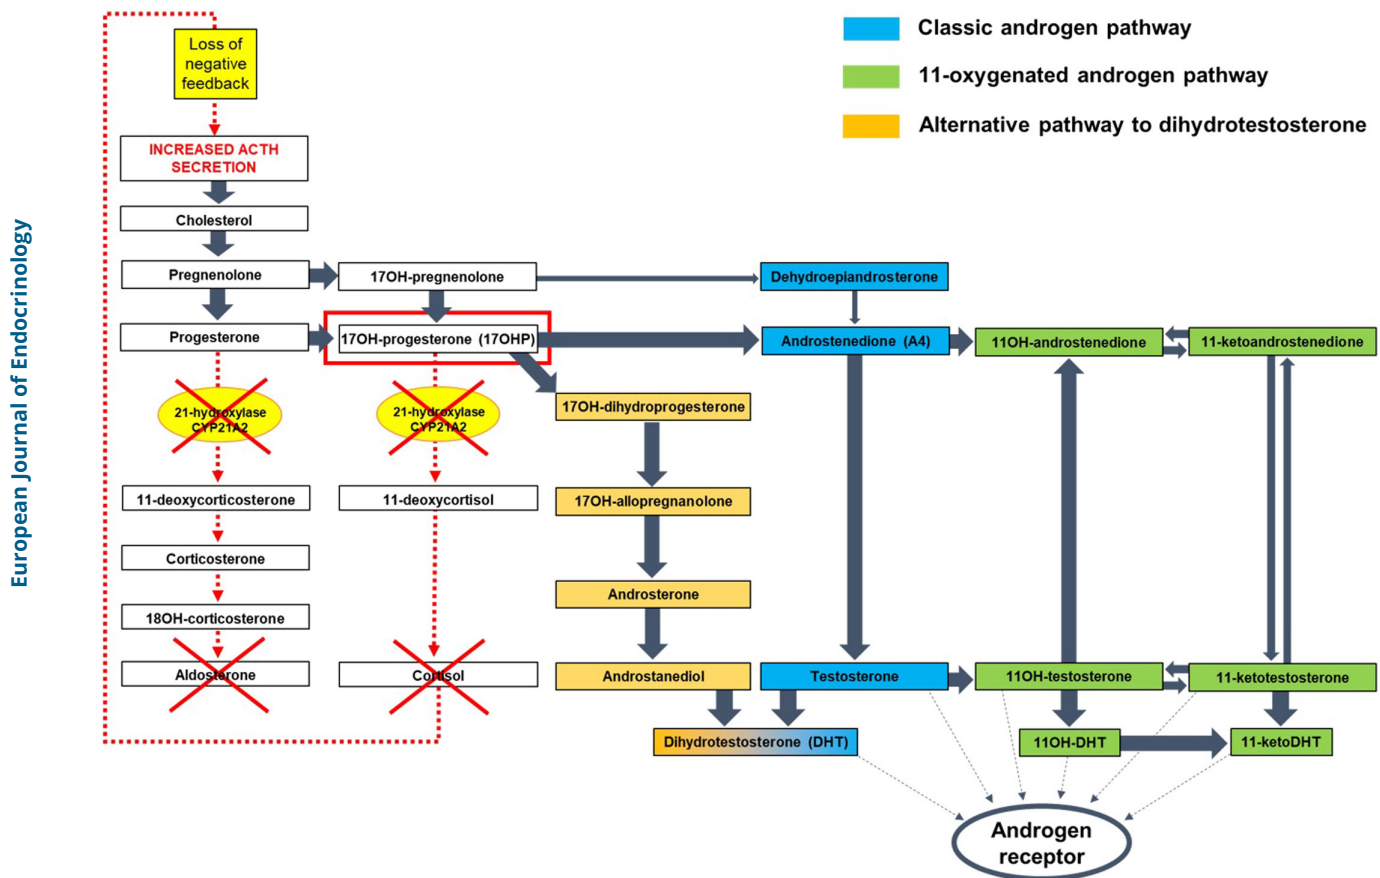 European Journal of Endocrinology
Classic androgen pathway
11-oxygenated androgen pathway
Alternative pathway to dihydrotestosterone
Loss of
negative
feedback
INCREASED ACTH
SECRETION
Cholesterol
Pregnenolone
17OH-pregnenolone
Dehydroepiandrosterone
Progesterone
17OH-progesterone (17OHP)
Androstenedione (A4)
11OH-androstenedione
11-ketoandrostenedione
21-hydroxylase
CYP21A2
21-hydroxylase
CYP21A2
17OH-dihydroprogesterone
11-deoxycorticosterone
11-deoxycortisol
17OH-allopregnanolone
Corticosterone
Androsterone
18OH-corticosterone
Aldosterone
Cortisol
Androstanediol
Testosterone
11OH-testosterone
11-ketotestosterone
Dihydrotestosterone (DHT)
11OH-DHT
11-ketoDHT
Androgen
receptor